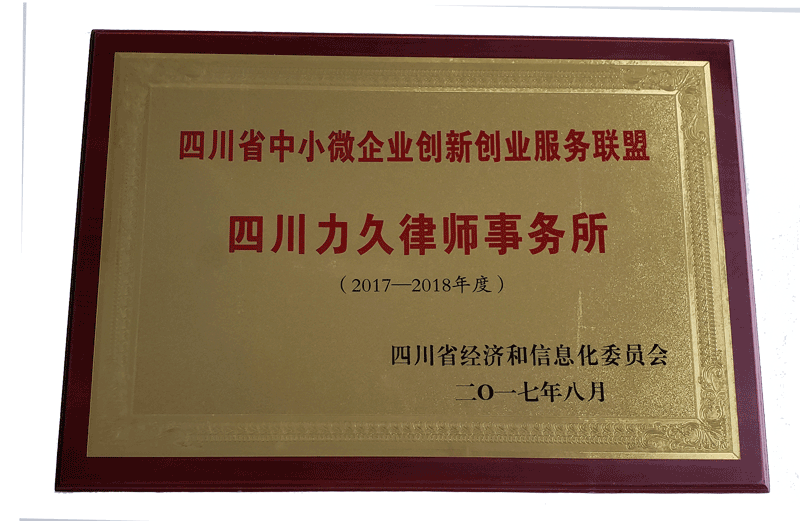 四川省中小微企业创新创业服务联盟
四川力久律师事务所
（2017—2018年度）
四川省经济和信息化委员会
二O一七年八月